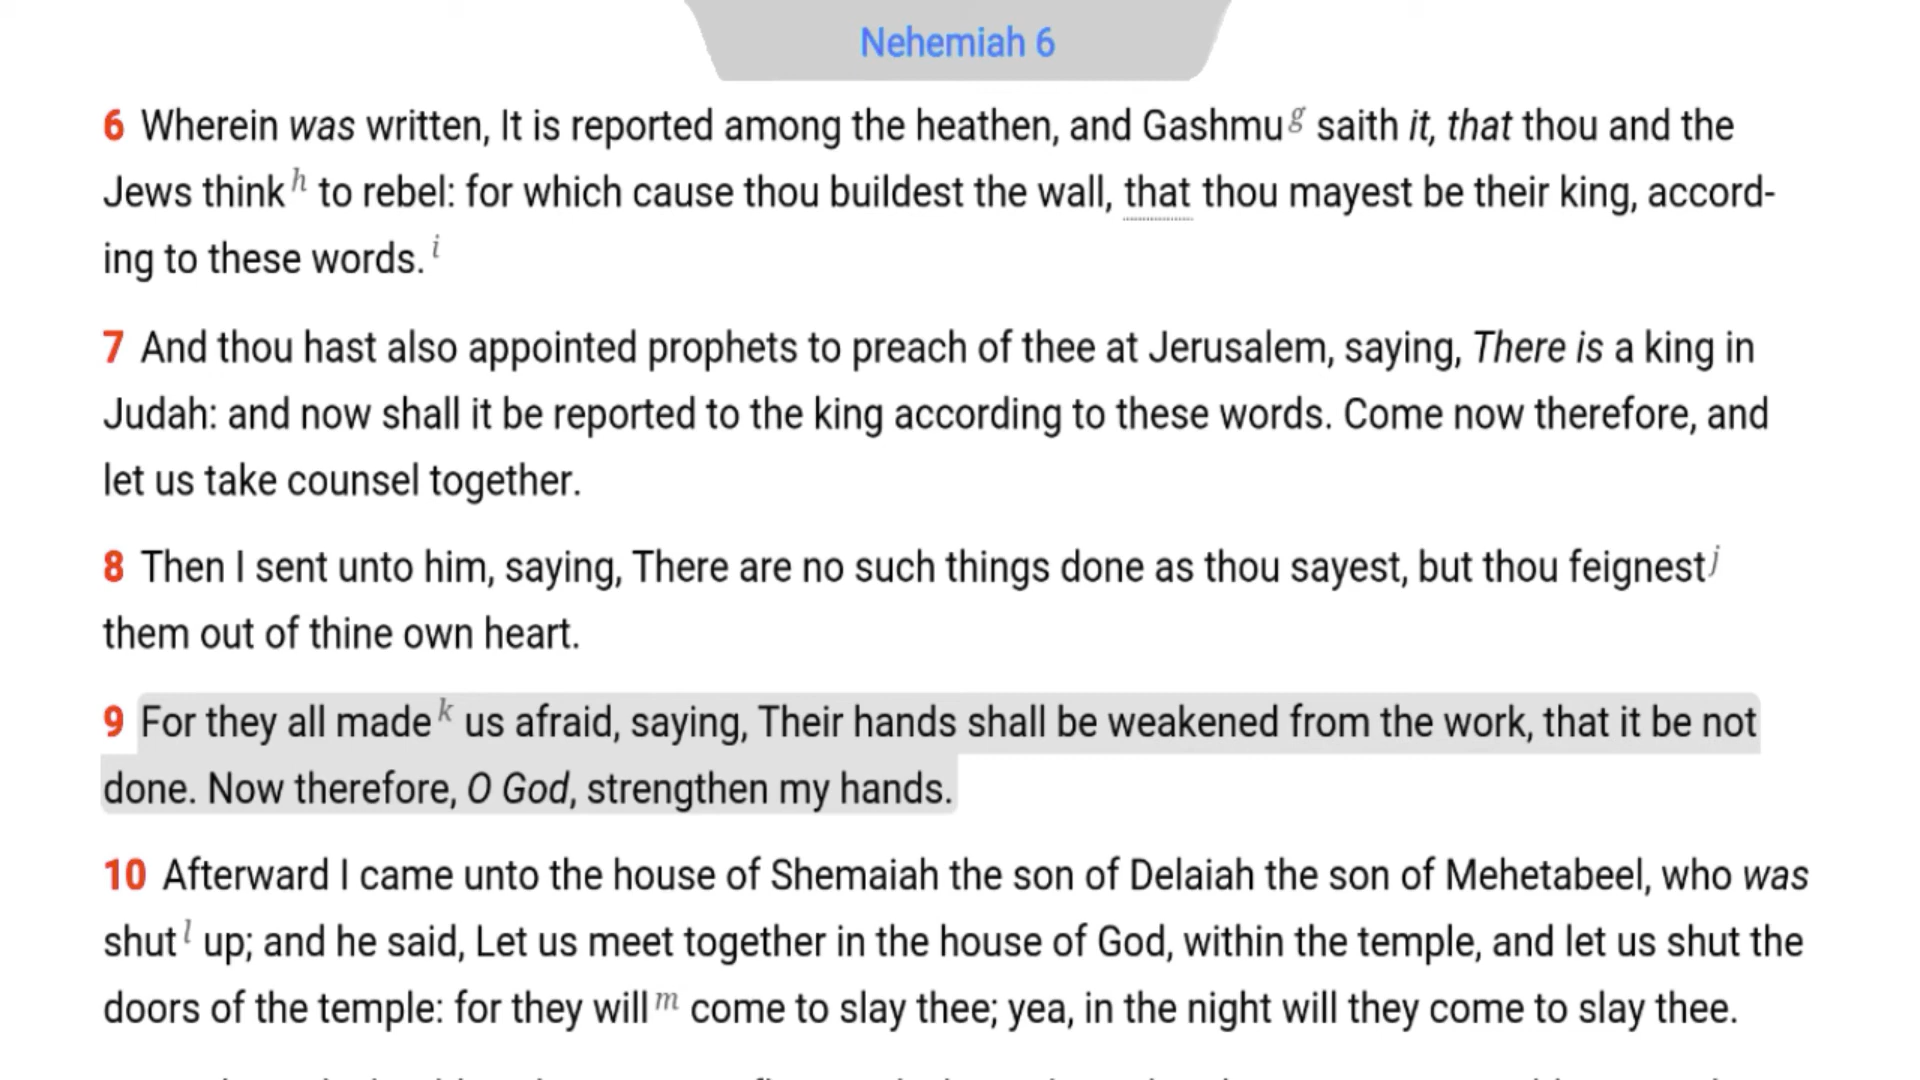 Nehemiah 6
6 Wherein was written, It is reported among the heathen, and Gashmu g saith it, that thou and the
Jews think h to rebel: for which cause thou buildest the wall, that thou mayest be their king, accord-
ing to these words. i
7 And thou hast also appointed prophets to preach of thee at Jerusalem, saying, There is a king in
Judah: and now shall it be reported to the king according to these words. Come now therefore, and
let us take counsel together.
8 Then I sent unto him, saying, There are no such things done as thou sayest, but thou feignest j
them out of thine own heart.
9 For they all made k us afraid, saying, Their hands shall be weakened from the work, that it be not
done. Now therefore, O God, strengthen my hands.
10 Afterward I came unto the house of Shemaiah the son of Delaiah the son of Mehetabeel, who was
shut l up; and he said, Let us meet together in the house of God, within the temple, and let us shut the
doors of the temple: for they will m come to slay thee; yea, in the night will they come to slay thee.